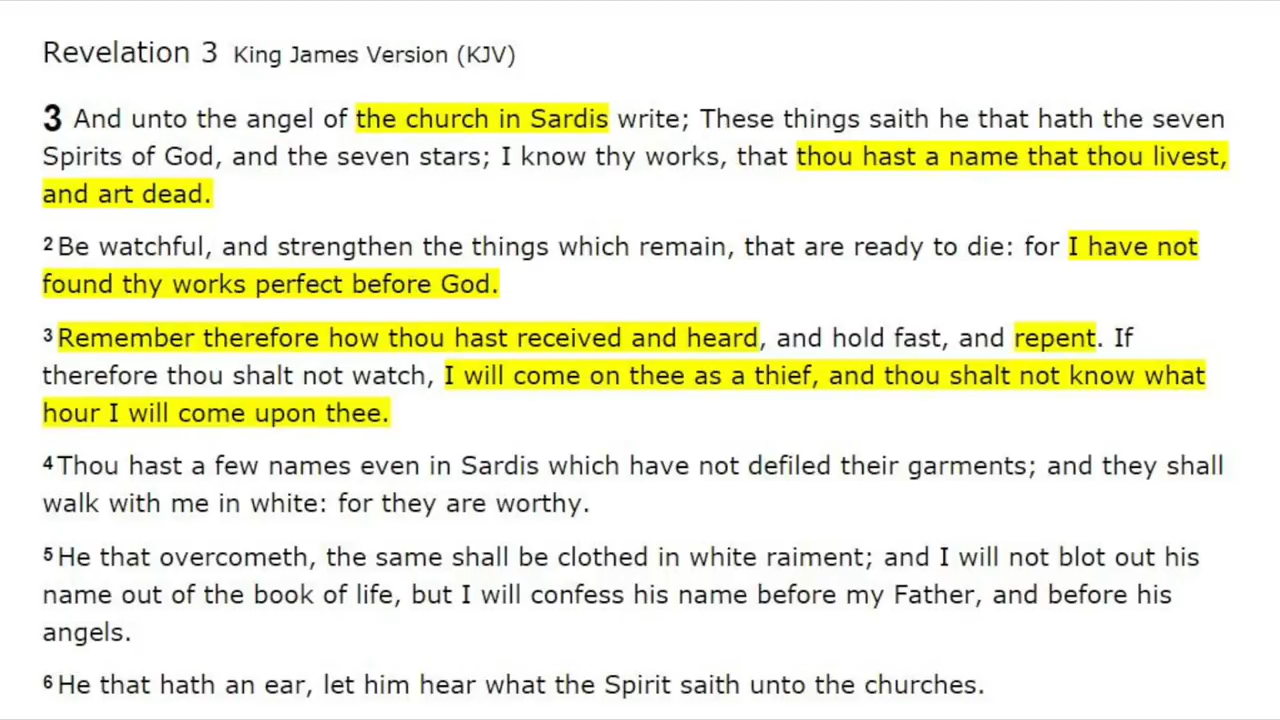 Revelation 3 King James Version (KJV)
3 And unto the angel of the church in Sardis write; These things saith he that hath the seven
Spirits of God, and the seven stars; I know thy works, that thou hast a name that thou livest,
and art dead.
2 Be watchful, and strengthen the things which remain, that are ready to die: for I have not
found thy works perfect before God.
3 Remember therefore how thou hast received and heard, and hold fast, and repent. If
therefore thou shalt not watch, I will come on thee as a thief, and thou shalt not know what
hour I will come upon thee.
4 Thou hast a few names even in Sardis which have not defiled their garments; and they shall
walk with me in white: for they are worthy.
5 He that overcometh, the same shall be clothed in white raiment; and I will not blot out his
name out of the book of life, but I will confess his name before my Father, and before his
angels.
6 He that hath an ear, let him hear what the Spirit saith unto the churches.